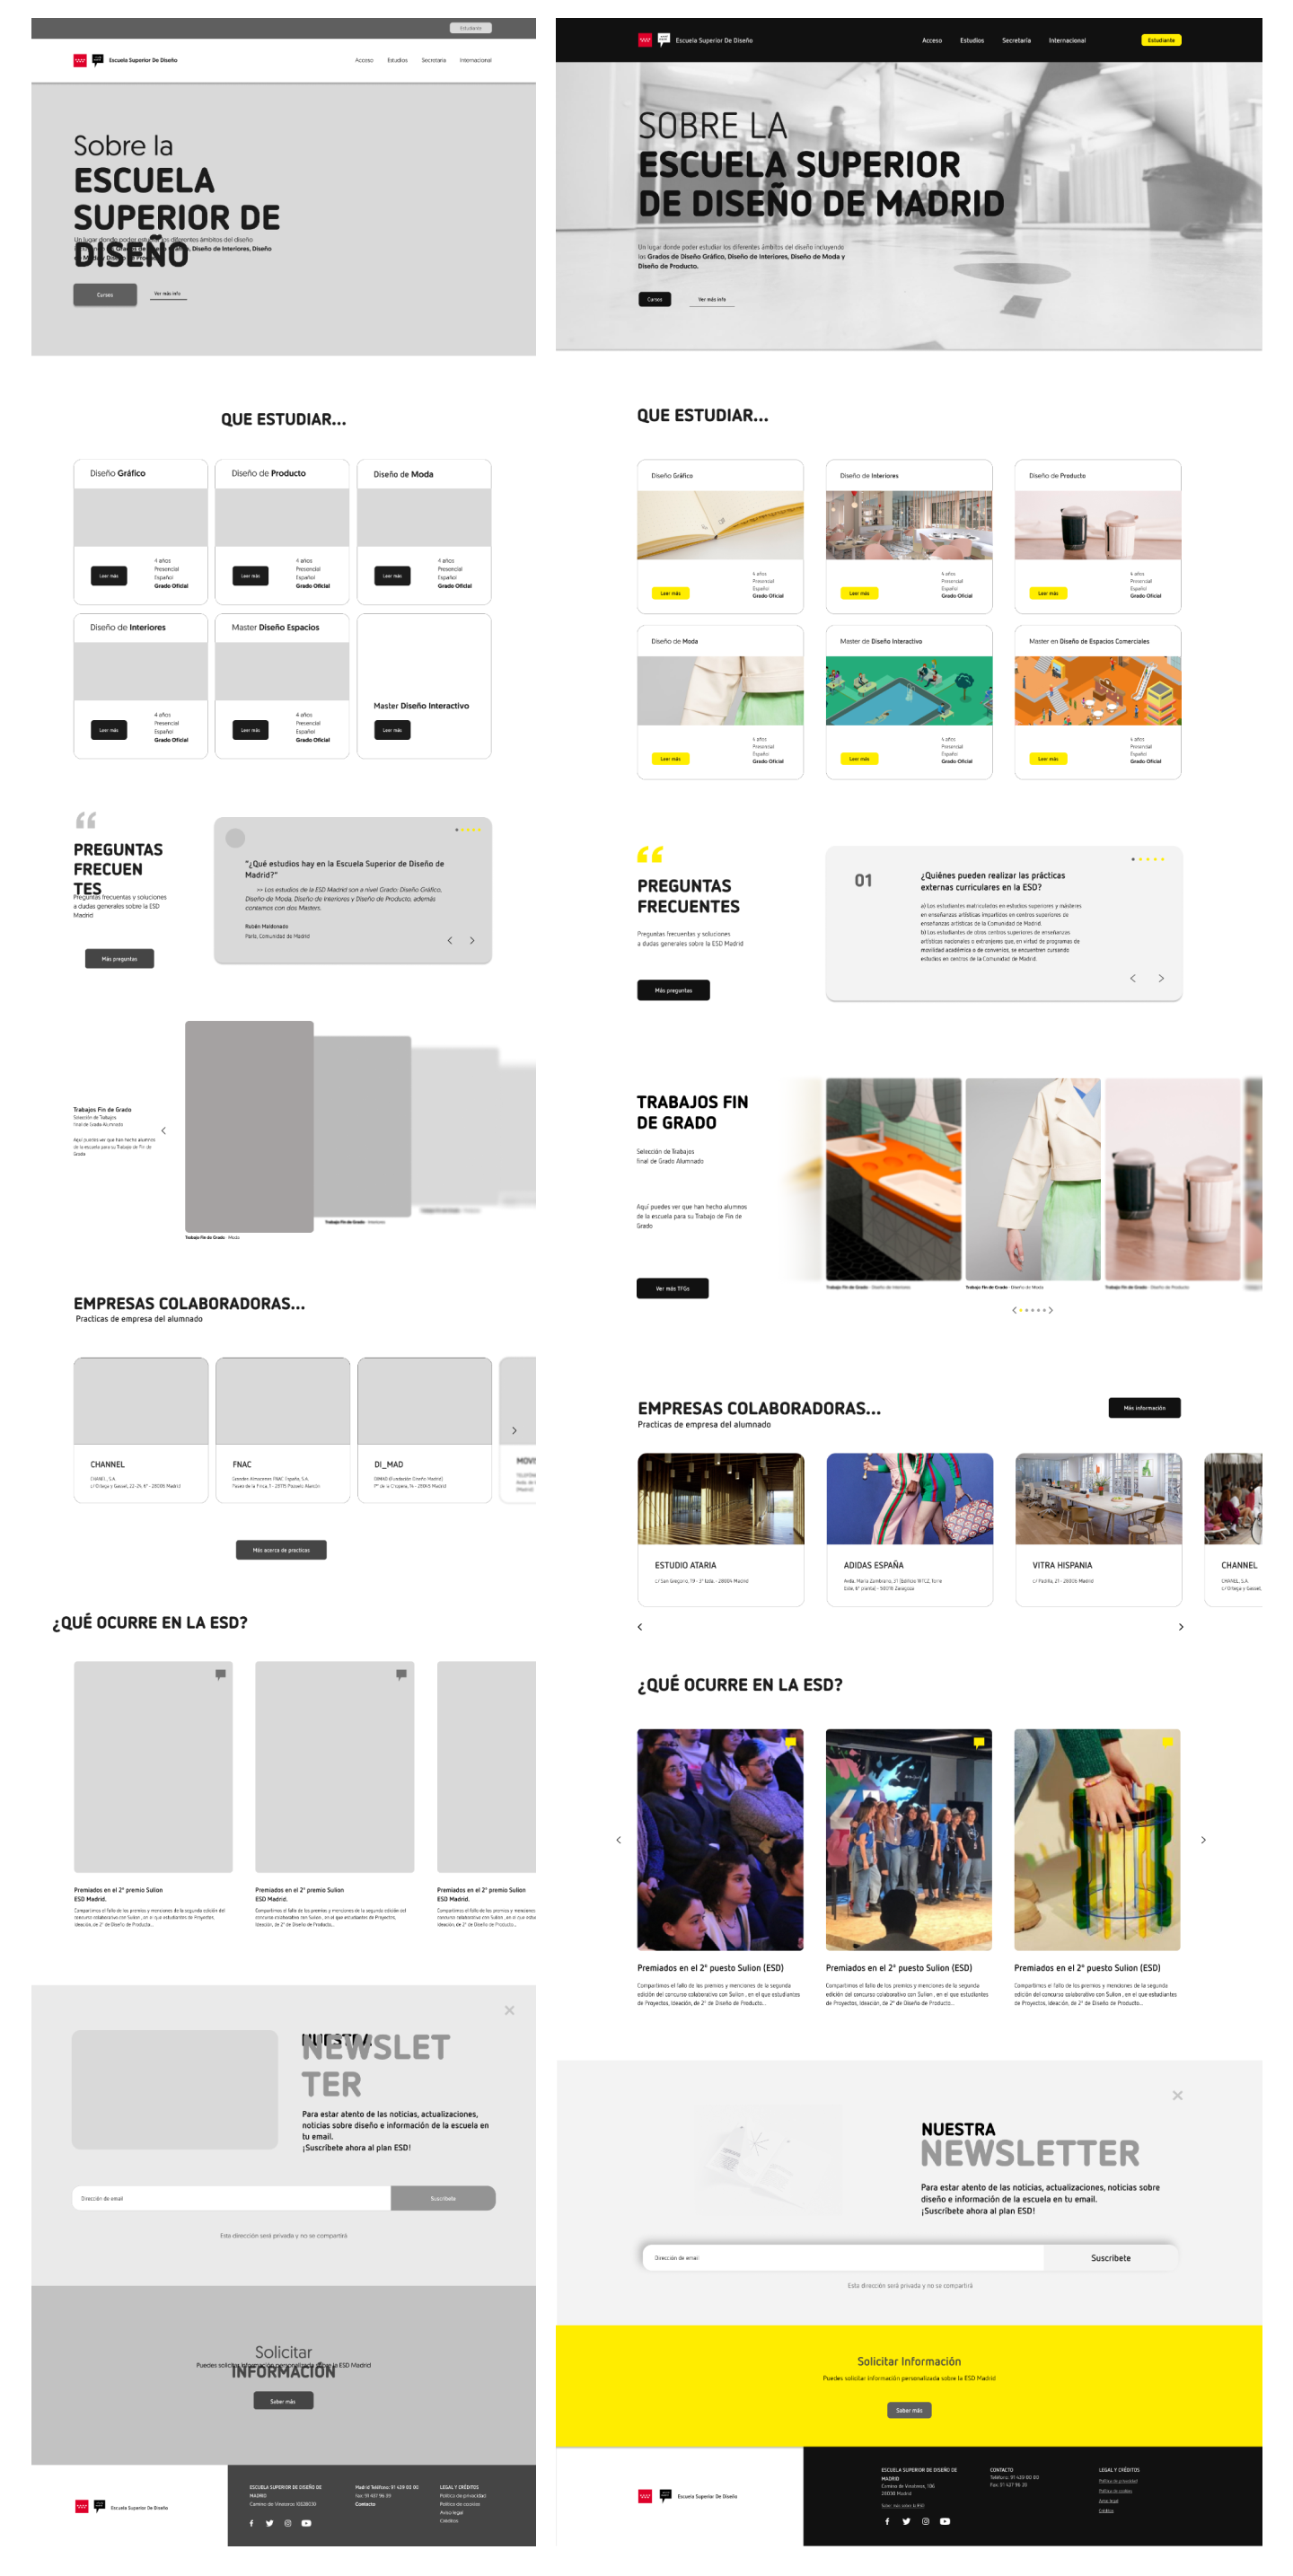 Estudiante
Escuela Superior De Diseño
Acceso Estudios Secretaría Internacional
Sobre la
ESCUELA
SUPERIOR DE
DISEÑO
Un lugar donde poder estudiar los diferentes ámbitos del diseño
Diseño de Interiores, Diseño
Cursos
Ver más info
QUE ESTUDIAR...
Diseño Gráfico
4 años
Presencial
Español
Grado Oficial
Leer más
Diseño de Producto
4 años
Presencial
Español
Grado Oficial
Leer más
Diseño de Moda
4 años
Presencial
Español
Grado Oficial
Leer más
Diseño de Interiores
4 años
Presencial
Español
Grado Oficial
Leer más
Master Diseño Espacios
4 años
Presencial
Español
Grado Oficial
Leer más
Master Diseño Interactivo
Leer más
PREGUNTAS
FRECUEN
TES
Preguntas frecuentas y soluciones
a dudas generales sobre la ESD
Madrid
Más preguntas
"¿Qué estudios hay en la Escuela Superior de Diseño de
Madrid?"
>> Los estudios de la ESD Madrid son a nivel Grado: Diseño Gráfico,
Diseño de Moda, Diseño de Interiores y Diseño de Producto, además
contamos con dos Masters.
Rubén Maldonado
Parla, Comunidad de Madrid
Trabajos Fin de Grado
Selección de Trabajos
final de Grado Alumnado
Aquí puedes ver que han hecho alumnos
de la escuela para su Trabajo de Fin de
Grado
Trabajo Fin de Grado · Moda
Trabajo Fin de Grado · Interiores
EMPRESAS COLABORADORAS...
Practicas de empresa del alumnado
CHANNEL
CHANEL, S.A.
c/ Ortega y Gasset, 22-24, 6º - 28006 Madrid
FNAC
Grandes Almacenes FNAC España, S.A.
Paseo de la Finca, 1 - 28223 Pozuelo Alarcón
DI_MAD
DIMAD (Fundación Diseño Madrid)
Pº de la Chopera, 14 - 28045 Madrid
Más acerca de practicas
¿QUÉ OCURRE EN LA ESD?
Premiados en el 2º premio Sulion
ESD Madrid.
Compartimos el fallo de los premios y menciones de la segunda edición del
concurso colaborativo con Sulion , en el que estudiantes de Proyectos,
Ideación, de 2º de Diseño de Producto...
Premiados en el 2º premio Sulion
ESD Madrid.
Compartimos el fallo de los premios y menciones de la segunda edición del
concurso colaborativo con Sulion , en el que estudiantes de Proyectos,
Ideación, de 2º de Diseño de Producto...
Premiados en el 2º premio Sulion
ESD Madrid.
Compartimos el fallo de los premios y menciones
concurso colaborativo con Sulion , en el que
Ideación, de 2º de Diseño de Producto...
NUESTRA
NEWSLET
TER
Para estar atento de las noticias, actualizaciones,
noticias sobre diseño e información de la escuela en
tu email.
¡Suscríbete ahora al plan ESD!
Dirección de email
Suscríbete
Esta dirección será privada y no se compartirá
Solicitar
INFORMACIÓN
Puedes solicitar información personalizada sobre la ESD Madrid
Saber más
Escuela Superior De Diseño
ESCUELA SUPERIOR DE DISEÑO DE
MADRID
Camino de Vinateros
Madrid Teléfono: 91 439 00 00
Fax: 91 437 96 20
Contacto
LEGAL Y CRÉDITOS
Política de privacidad
Política de cookies
Aviso legal
Créditos
Escuela Superior De Diseño
Acceso Estudios Secretaría Internacional
Estudiante
SOBRE LA
ESCUELA SUPERIOR
DE DISEÑO DE MADRID
Un lugar donde poder estudiar los diferentes ámbitos del diseño incluyendo
los Grados de Diseño Gráfico, Diseño de Interiores, Diseño de Moda y
Diseño de Producto.
Cursos
Ver más info
QUE ESTUDIAR...
Diseño Gráfico
4 años
Presencial
Español
Grado Oficial
Leer más
Diseño de Interiores
4 años
Presencial
Español
Grado Oficial
Leer más
Diseño de Producto
4 años
Presencial
Español
Grado Oficial
Leer más
Diseño de Moda
4 años
Presencial
Español
Grado Oficial
Leer más
Master de Diseño Interactivo
4 años
Presencial
Español
Grado Oficial
Leer más
Master en Diseño de Espacios Comerciales
4 años
Presencial
Español
Grado Oficial
Leer más
PREGUNTAS
FRECUENTES
Preguntas frecuentas y soluciones
a dudas generales sobre la ESD Madrid
Más preguntas
01
¿Quiénes pueden realizar las prácticas
externas curriculares en la ESD?
a) Los estudiantes matriculados en estudios superiores y másteres
en enseñanzas artísticas impartidos en centros superiores de
enseñanzas artísticas de la Comunidad de Madrid.
b) Los estudiantes de otros centros superiores de enseñanzas
artísticas nacionales o extranjeros que, en virtud de programas de
movilidad académica o de convenios, se encuentren cursando
estudios en centros de la Comunidad de Madrid.
TRABAJOS FIN
DE GRADO
Selección de Trabajos
final de Grado Alumnado
Aquí puedes ver que han hecho alumnos
de la escuela para su Trabajo de Fin de
Grado
Ver más TFGs
Trabajo Fin de Grado · Diseño de Interiores
Trabajo Fin de Grado · Diseño de Moda
Trabajo Fin de Grado · Diseño de Producto
EMPRESAS COLABORADORAS...
Practicas de empresa del alumnado
Más información
ESTUDIO ATARIA
c/ San Gregorio, 19 - 3º Izda. - 28004 Madrid
ADIDAS ESPAÑA
Avda. María Zambrano, 31 (Edificio WTCZ, Torre
Este, 6ª planta) - 50018 Zaragoza
VITRA HISPANIA
c/ Padilla, 21 - 28006 Madrid
CHANNEL
CHANEL, S.A.
c/ Ortega y Gasset,
¿QUÉ OCURRE EN LA ESD?
Premiados en el 2º puesto Sulion (ESD)
Compartimos el fallo de los premios y menciones de la segunda
edición del concurso colaborativo con Sulion , en el que estudiantes
de Proyectos, Ideación, de 2º de Diseño de Producto...
Premiados en el 2º puesto Sulion (ESD)
Compartimos el fallo de los premios y menciones de la segunda
edición del concurso colaborativo con Sulion , en el que estudiantes
de Proyectos, Ideación, de 2º de Diseño de Producto...
Premiados en el 2º puesto Sulion (ESD)
Compartimos el fallo de los premios y menciones de la segunda
edición del concurso colaborativo con Sulion , en el que estudiantes
de Proyectos, Ideación, de 2º de Diseño de Producto...
NUESTRA
NEWSLETTER
Para estar atento de las noticias, actualizaciones, noticias sobre
diseño e información de la escuela en tu email.
¡Suscríbete ahora al plan ESD!
Dirección de email
Suscribete
Esta dirección será privada y no se compartirá
Solicitar Información
Puedes solicitar información personalizada sobre la ESD Madrid
Saber más
Escuela Superior De Diseño
ESCUELA SUPERIOR DE DISEÑO DE
MADRID
Camino de Vinateros, 106
28030 Madrid
CONTACTO
Teléfono: 91 439 00 00
Fax: 91 437 96 20
LEGAL Y CRÉDITOS
Política de privacidad
Política de cookies
Aviso legal
Créditos